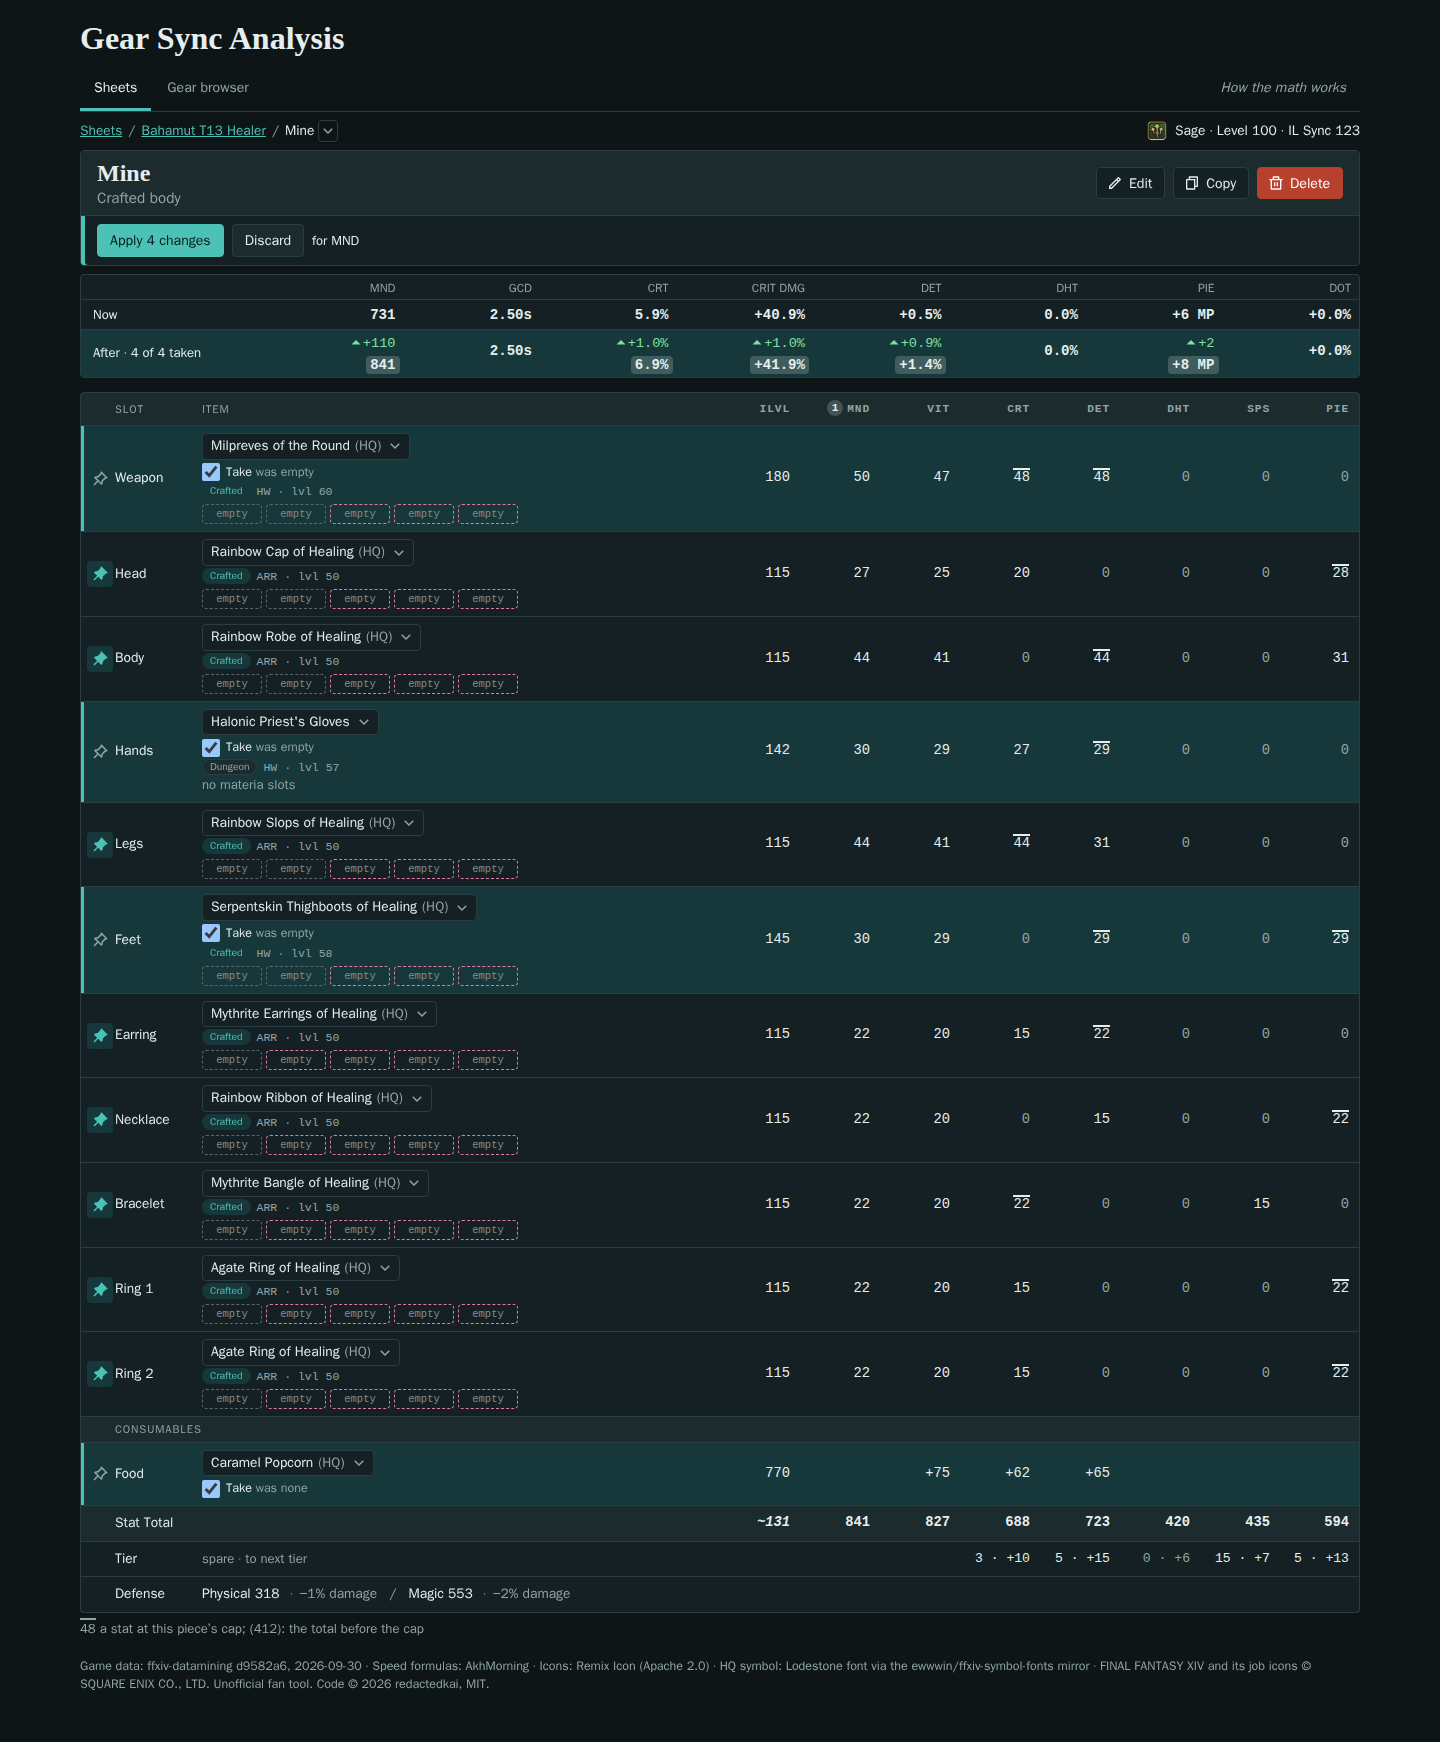 Gear Sync Analysis
Sheets Gear browser How the math works
Sheets / Bahamut T13 Healer / Mine Sage · Level 100 · IL Sync 123
Mine
Crafted body
Edit Copy Delete
Apply 4 changes Discard for MND
MND GCD CRT CRIT DMG DET DHT PIE DOT
Now 731 2.50s 5.9% +40.9% +0.5% 0.0% +6 MP +0.0%
+110 +1.0% +1.0% +0.9% +2
After · 4 of 4 taken 2.50s 0.0% +0.0%
841 6.9% +41.9% +1.4% +8 MP
SLOT ITEM ILVL 1 MND VIT CRT DET DHT SPS PIE
Milpreves of the Round (HQ)
Take was empty
Weapon 180 50 47 48 48 0 0 0
Crafted HW · lvl 60
empty empty empty empty empty
Rainbow Cap of Healing (HQ)
Head 115 27 25 20 0 0 0 28
Crafted ARR · lvl 50
empty empty empty empty empty
Rainbow Robe of Healing (HQ)
Body 115 44 41 0 44 0 0 31
Crafted ARR · lvl 50
empty empty empty empty empty
Halonic Priest's Gloves
Take was empty
Hands 142 30 29 27 29 0 0 0
Dungeon HW · lvl 57
no materia slots
Rainbow Slops of Healing (HQ)
Legs 115 44 41 44 31 0 0 0
Crafted ARR · lvl 50
empty empty empty empty empty
Serpentskin Thighboots of Healing (HQ)
Take was empty
Feet 145 30 29 0 29 0 0 29
Crafted HW · lvl 58
empty empty empty empty empty
Mythrite Earrings of Healing (HQ)
Earring 115 22 20 15 22 0 0 0
Crafted ARR · lvl 50
empty empty empty empty empty
Rainbow Ribbon of Healing (HQ)
Necklace 115 22 20 0 15 0 0 22
Crafted ARR · lvl 50
empty empty empty empty empty
Mythrite Bangle of Healing (HQ)
Bracelet 115 22 20 22 0 0 15 0
Crafted ARR · lvl 50
empty empty empty empty empty
Agate Ring of Healing (HQ)
Ring 1 115 22 20 15 0 0 0 22
Crafted ARR · lvl 50
empty empty empty empty empty
Agate Ring of Healing (HQ)
Ring 2 115 22 20 15 0 0 0 22
Crafted ARR · lvl 50
empty empty empty empty empty
CONSUMABLES
Caramel Popcorn (HQ)
Food 770 +75 +62 +65
Take was none
Stat Total ~131 841 827 688 723 420 435 594
Tier spare · to next tier 3 · +10 5 · +15 0 · +6 15 · +7 5 · +13
Defense Physical 318 · −1% damage / Magic 553 · −2% damage
48 a stat at this piece's cap; (412): the total before the cap
Game data: ffxiv-datamining d9582a6, 2026-09-30 · Speed formulas: AkhMorning · Icons: Remix Icon (Apache 2.0) · HQ symbol: Lodestone font via the ewwwin/ffxiv-symbol-fonts mirror · FINAL FANTASY XIV and its job icons ©
SQUARE ENIX CO., LTD. Unofficial fan tool. Code © 2026 redactedkai, MIT.